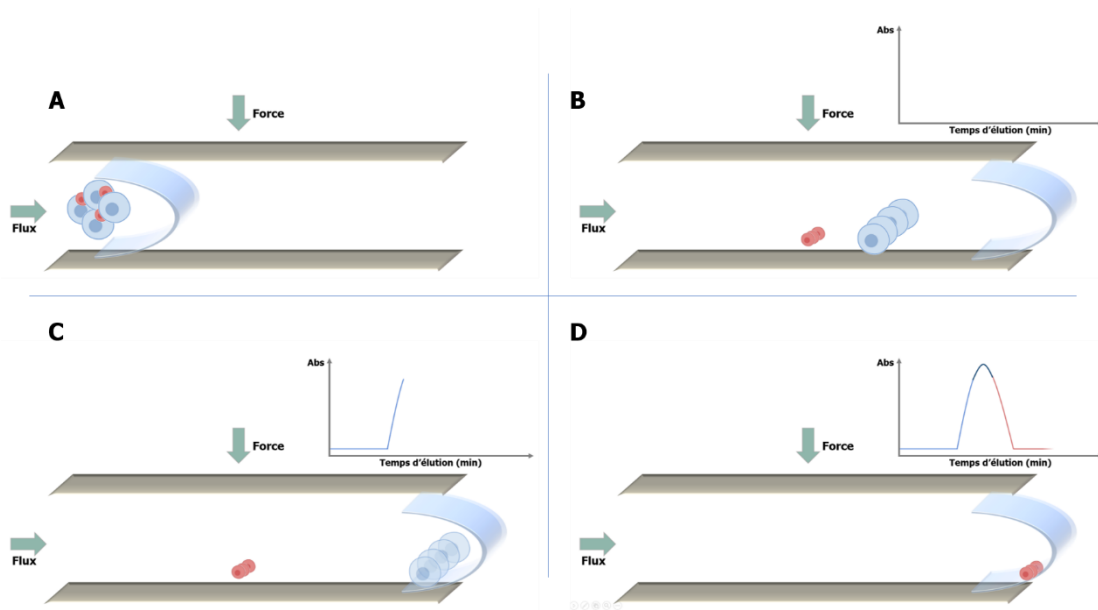 A
Force
Flux
B
Abs
Temps d'élution (min)
Force
Flux
C
Abs
Temps d'élution (min)
Force
Flux
D
Abs
Temps d'élution (min)
Force
Flux